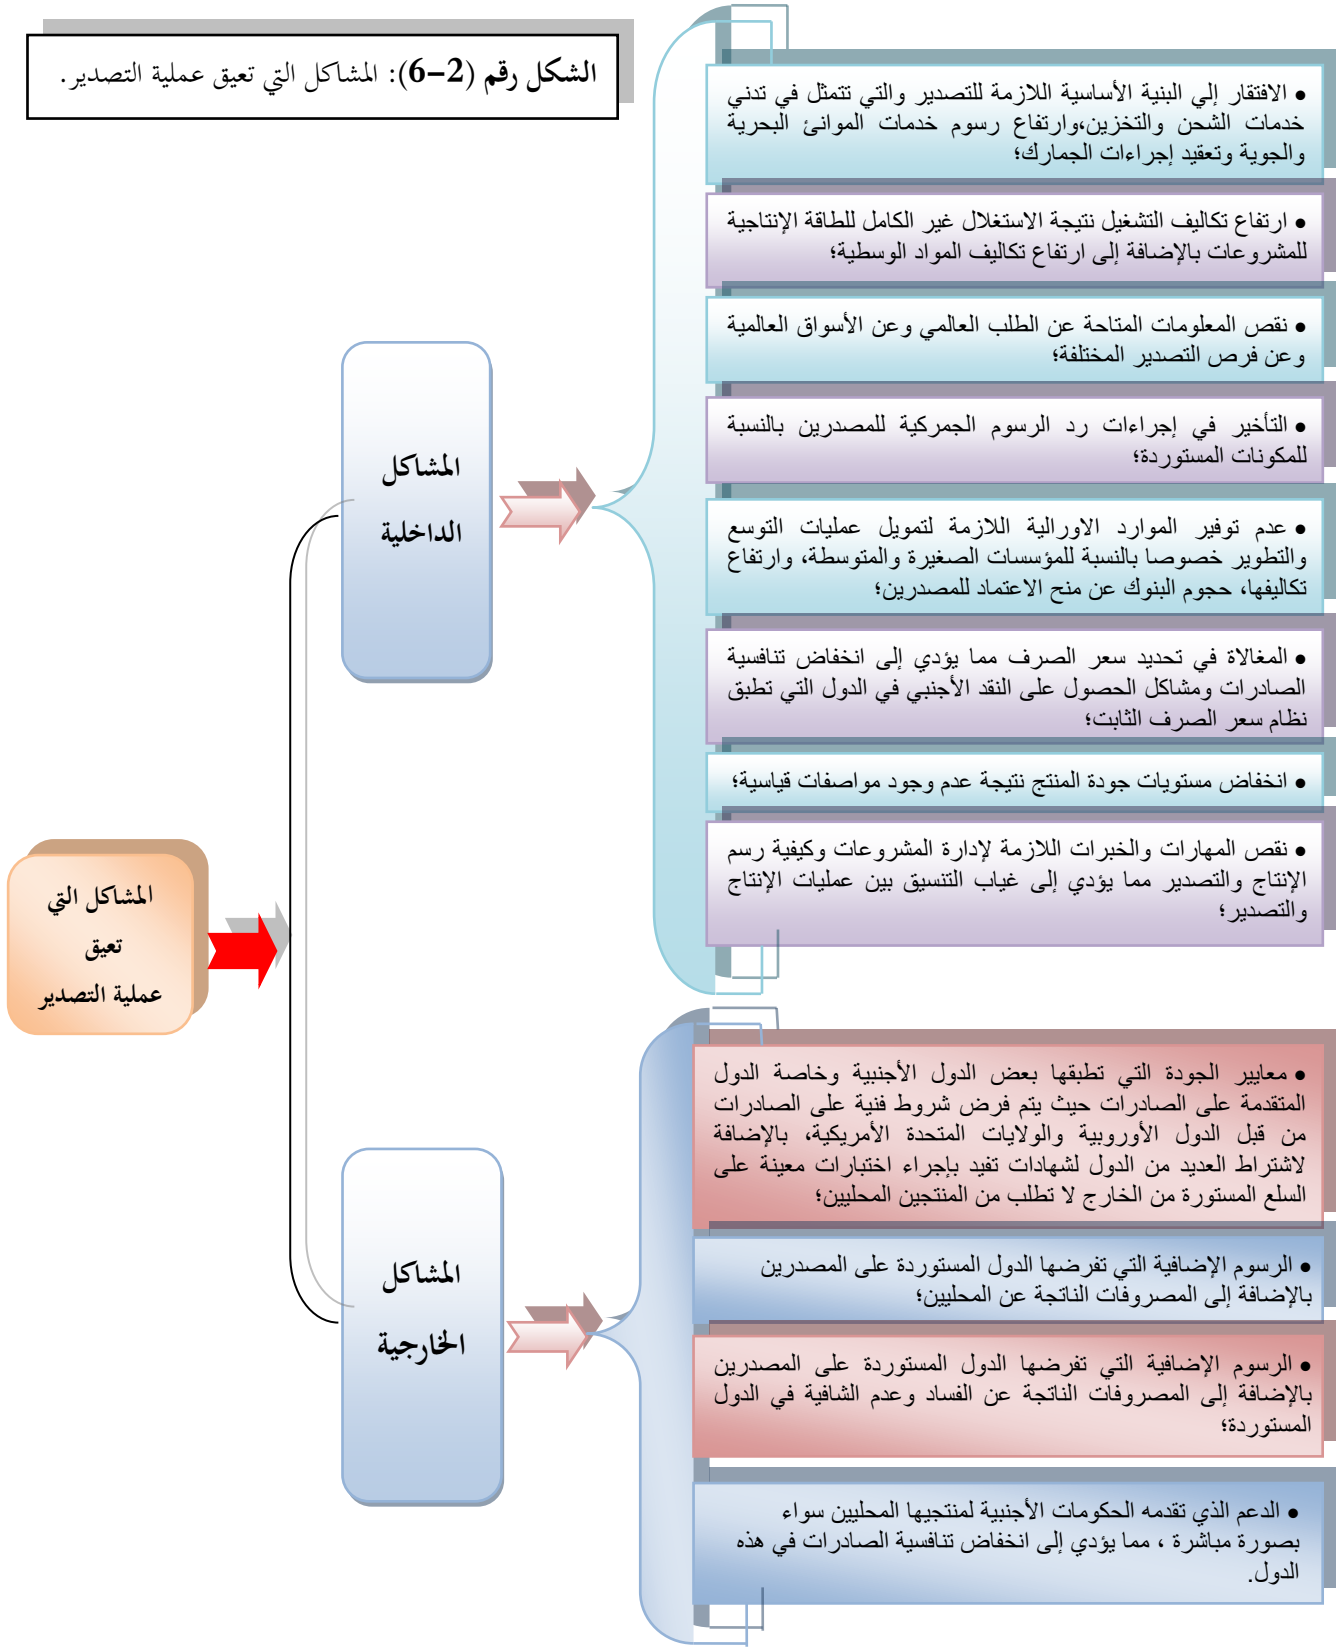 الشكل رقم (2-6): المشاكل التي تعيق عملية التصدير.
المشاكل التي
تعيق
عملية التصدير
المشاكل
الداخلية
• الافتقار إلي البنية الأساسية اللازمة للتصدير والتي تتمثل في تدني
خدمات الشحن والتخزين،وارتفاع رسوم خدمات الموانئ البحرية
والجوية وتعقيد إجراءات الجمارك؛
• ارتفاع تكاليف التشغيل نتيجة الاستغلال غير الكامل للطاقة الإنتاجية
للمشروعات بالإضافة إلى ارتفاع تكاليف المواد الوسطية؛
• نقص المعلومات المتاحة عن الطلب العالمي وعن الأسواق العالمية
وعن فرص التصدير المختلفة؛
• التأخير في إجراءات رد الرسوم الجمركية للمصدرين بالنسبة
للمكونات المستوردة؛
• عدم توفير الموارد الاورالية اللازمة لتمويل عمليات التوسع
والتطوير خصوصا بالنسبة للمؤسسات الصغيرة والمتوسطة، وارتفاع
تكاليفها، حجوم البنوك عن منح الاعتماد للمصدرين؛
• المغالاة في تحديد سعر الصرف مما يؤدي إلى انخفاض تنافسية
الصادرات ومشاكل الحصول على النقد الأجنبي في الدول التي تطبق
نظام سعر الصرف الثابت؛
• انخفاض مستويات جودة المنتج نتيجة عدم وجود مواصفات قياسية؛
• نقص المهارات والخبرات اللازمة لإدارة المشروعات وكيفية رسم
الإنتاج والتصدير مما يؤدي إلى غياب التنسيق بين عمليات الإنتاج
والتصدير؛
المشاكل
الخارجية
• معايير الجودة التي تطبقها بعض الدول الأجنبية وخاصة الدول
المتقدمة على الصادرات حيث يتم فرض شروط فنية على الصادرات
من قبل الدول الأوروبية والولايات المتحدة الأمريكية، بالإضافة
لاشتراط العديد من الدول لشهادات تفيد بإجراء اختبارات معينة على
السلع المستورة من الخارج لا تطلب من المنتجين المحليين؛
• الرسوم الإضافية التي تفرضها الدول المستوردة على المصدرين
بالإضافة إلى المصروفات الناتجة عن المحليين؛
• الرسوم الإضافية التي تفرضها الدول المستوردة على المصدرين
بالإضافة إلى المصروفات الناتجة عن الفساد وعدم الشافية في الدول
المستوردة؛
• الدعم الذي تقدمه الحكومات الأجنبية لمنتجيها المحليين سواء
بصورة مباشرة ، مما يؤدي إلى انخفاض تنافسية الصادرات في هذه
الدول.